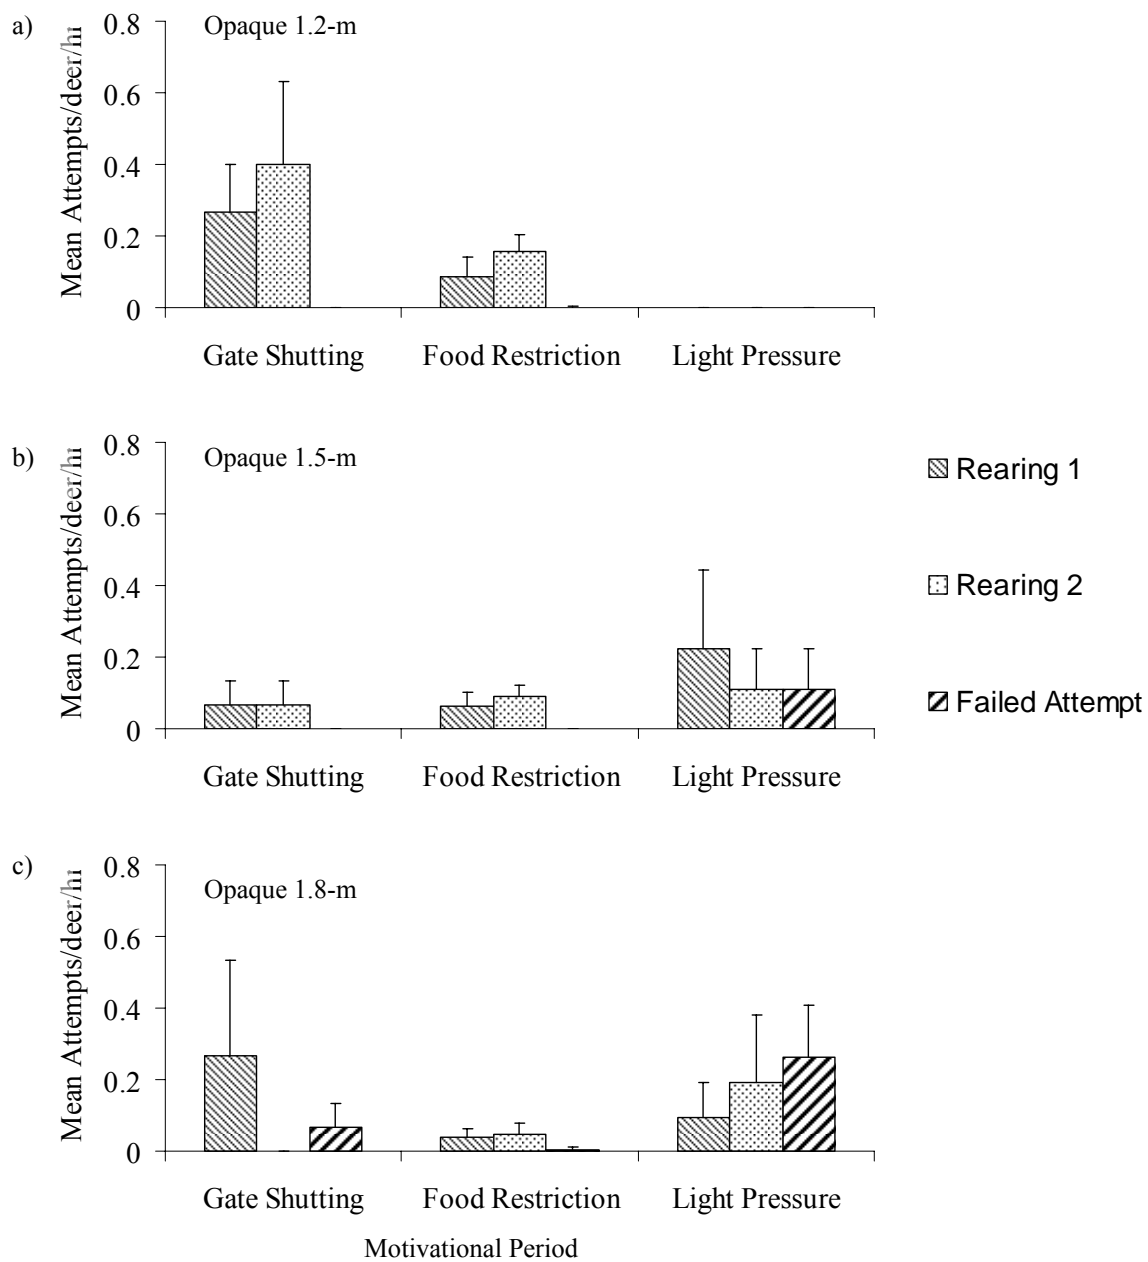 a)
Opaque 1.2-m
Mean Attempts/deer/hr
0.8
0.6
0.4
0.2
0
Gate Shutting Food Restriction Light Pressure
b)
Opaque 1.5-m
Mean Attempts/deer/hr
0.8
0.6
0.4
0.2
0
Gate Shutting Food Restriction Light Pressure
Rearing 1
Rearing 2
Failed Attempt
c)
Opaque 1.8-m
Mean Attempts/deer/hr
0.8
0.6
0.4
0.2
0
Gate Shutting Food Restriction Light Pressure
Motivational Period